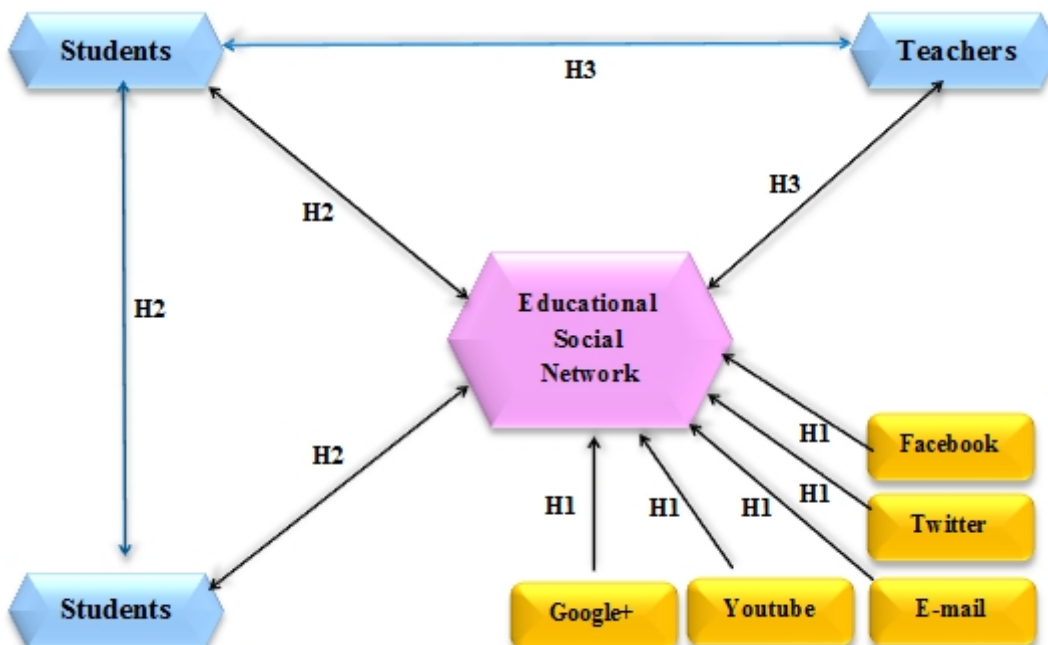 Students
Teachers
H3
H3
H2
H2
Educational
Social
Network
H2
H1
Facebook
H1
H1
H1
H1
Twitter
Google+
Youtube
E-mail
Students